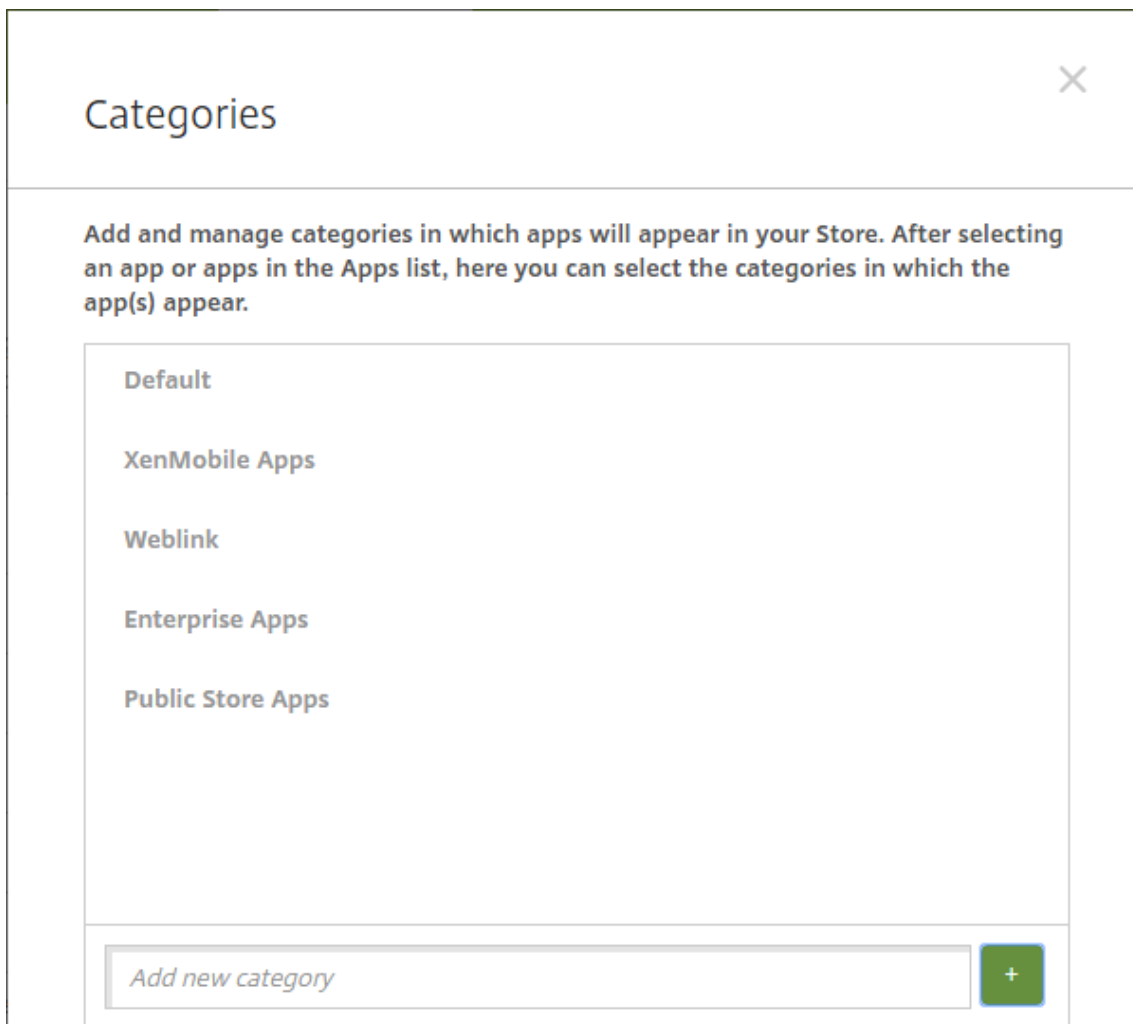 Categories
Add and manage categories in which apps will appear in your Store. After selecting
an app or apps in the Apps list, here you can select the categories in which the
app(s) appear.
Default
XenMobile Apps
Weblink
Enterprise Apps
Public Store Apps
Add new category
+